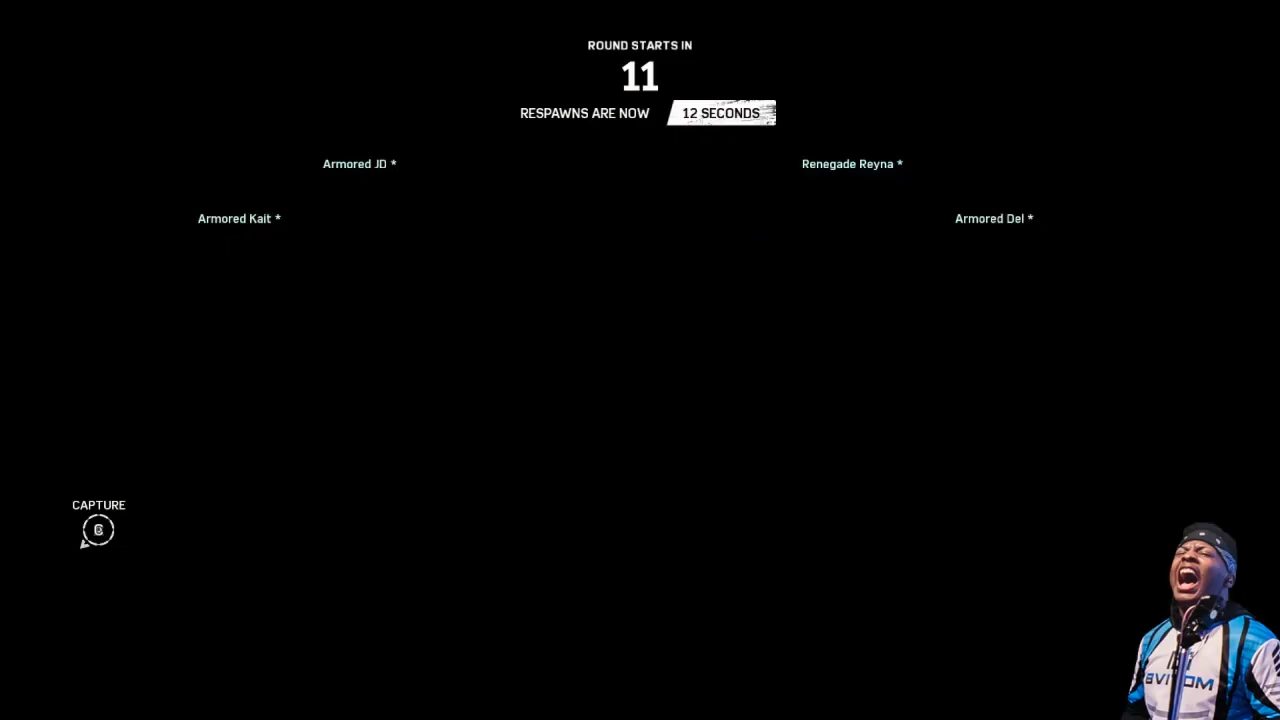 ROUND STARTS IN
11
RESPAWNS ARE NOW 12 SECONDS
Armored JD *
Renegade Reyna *
Armored Kait *
Armored Del *
CAPTURE